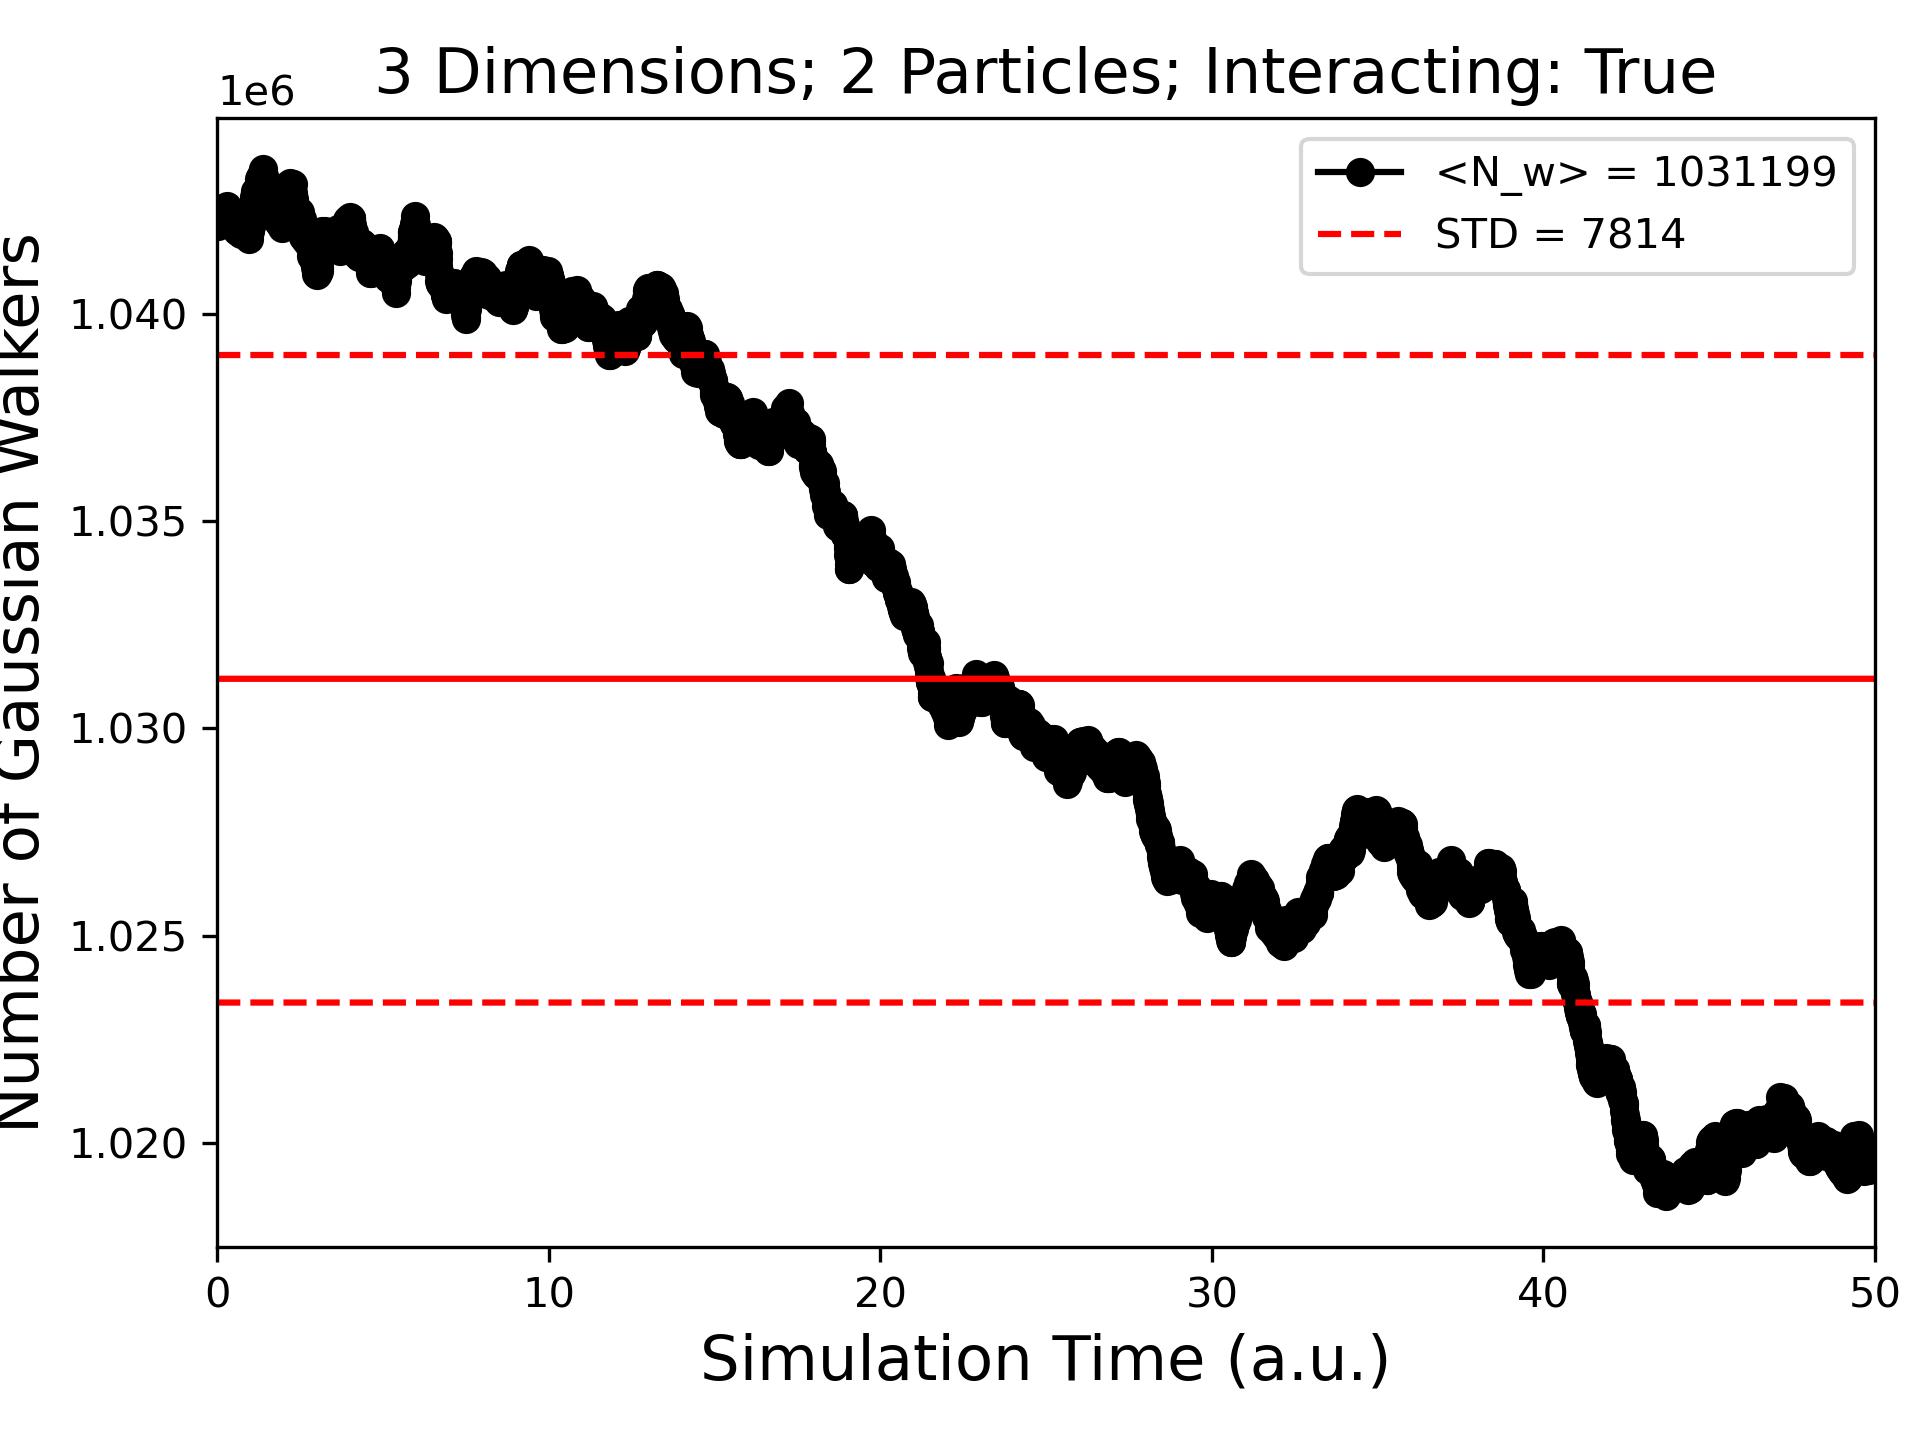 3 Dimensions; 2 Particles; Interacting: True
1e6
<N_w> = 1031199
STD = 7814
Number of Gaussian Walkers
1.040
1.035
1.030
1.025
1.020
0 10 20 30 40 50
Simulation Time (a.u.)